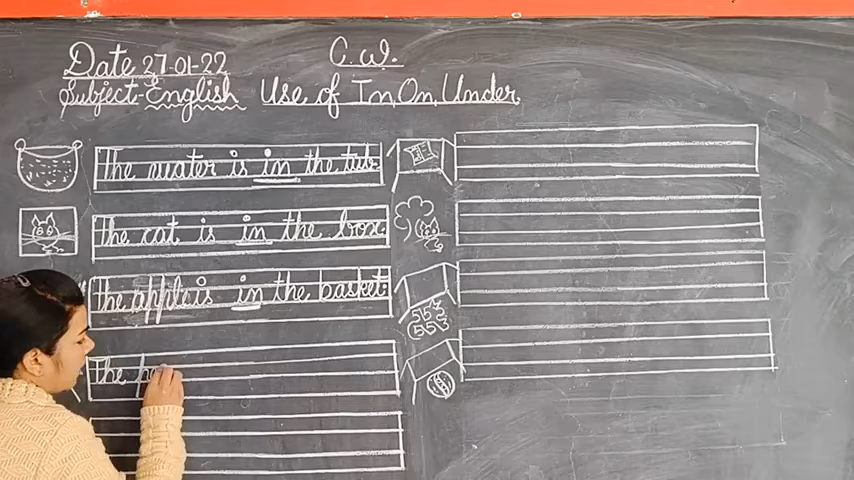 C.W.
Date 27-01-22
Subject-English Use of In, On, Under
The water is in the tub.
The cat is in the box.
The apple is in the basket.
The